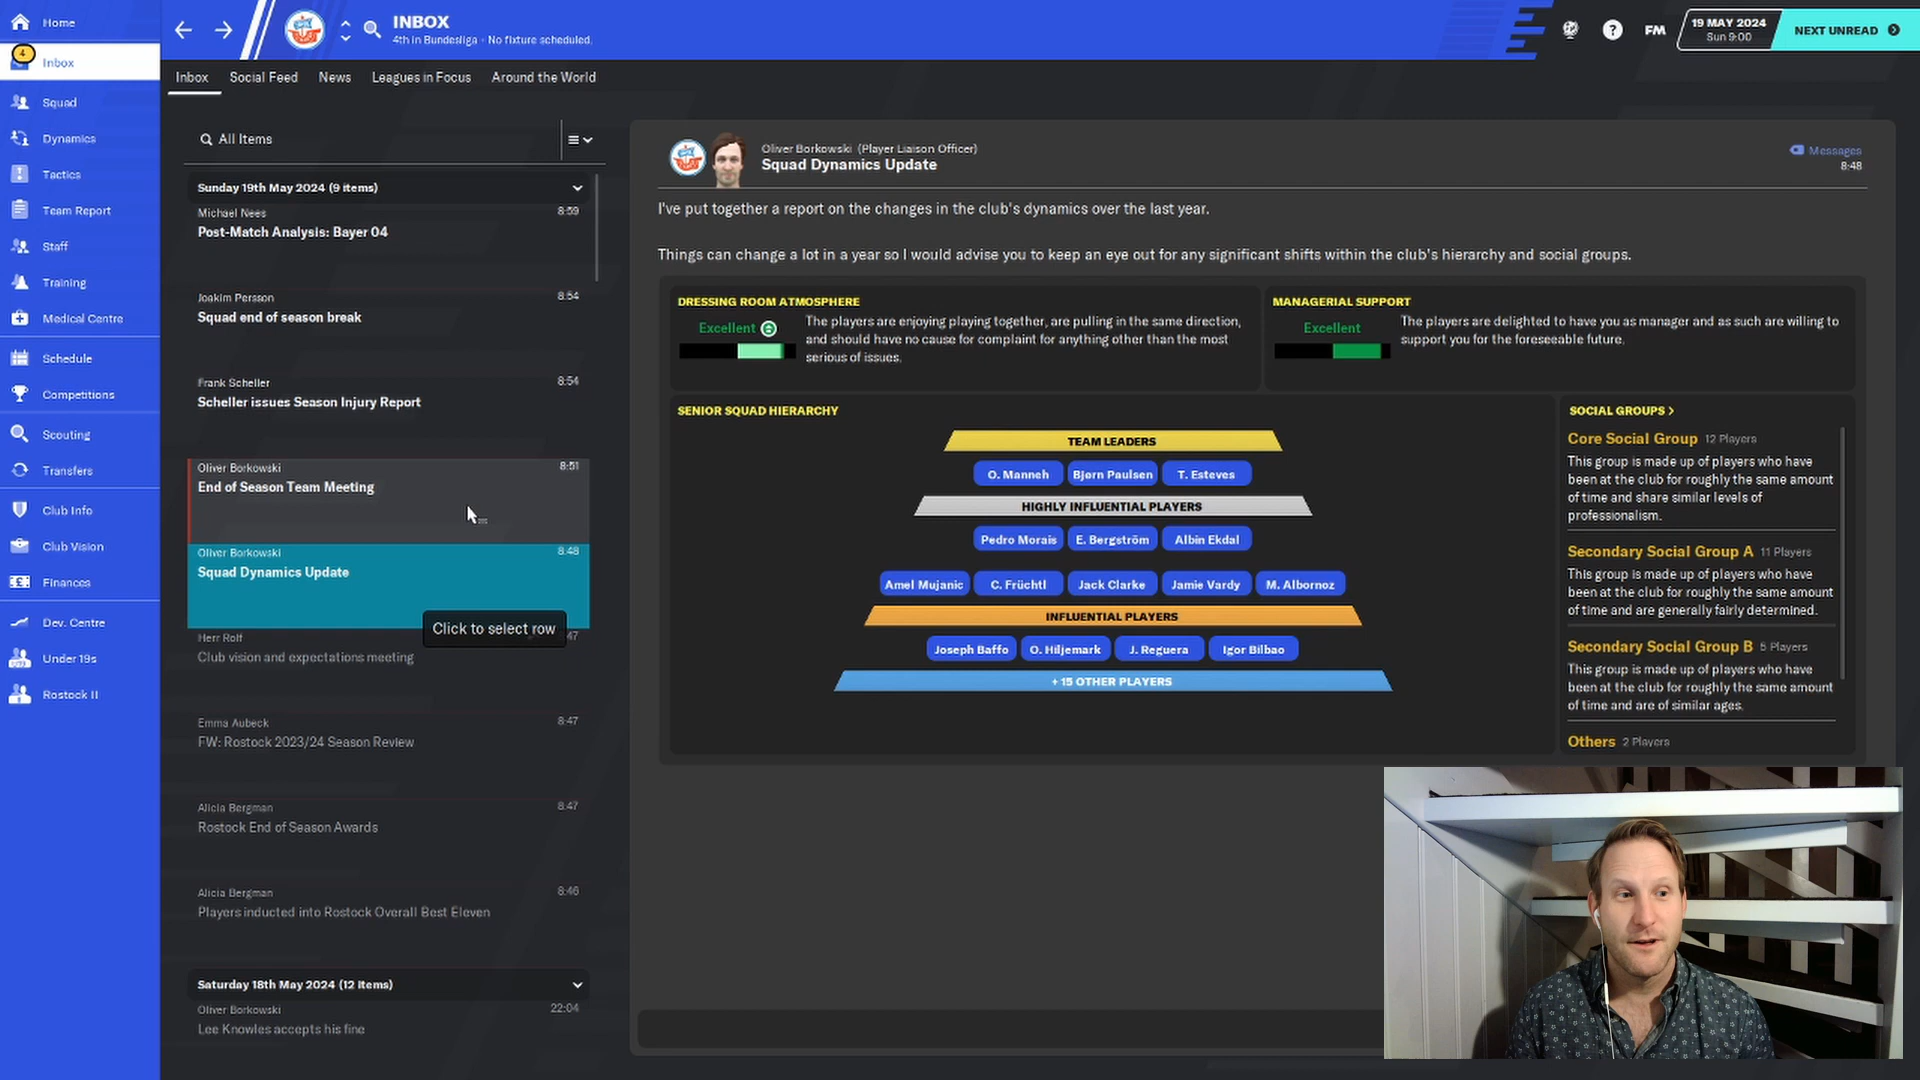 Home
4
Inbox
Squad
Dynamics
Tactics
Team Report
Staff
Training
Medical Centre
Schedule
Competitions
Scouting
Transfers
Club Info
Club Vision
Finances
Dev. Centre
Under 19s
Rostock II
INBOX
4th in Bundesliga - No fixture scheduled.
FM
19 MAY 2024
Sun 9:00
NEXT UNREAD
Inbox
Social Feed
News
Leagues in Focus
Around the World
All Items
Sunday 19th May 2024 (9 items)
Michael Nees 8:59
Post-Match Analysis: Bayer 04
Joakim Persson 8:54
Squad end of season break
Frank Scheller 8:54
Scheller issues Season Injury Report
Oliver Borkowski 8:51
End of Season Team Meeting
Oliver Borkowski 8:48
Squad Dynamics Update
Click to select row
Herr Rolf 47
Club vision and expectations meeting
Emma Aubeck 8:47
FW: Rostock 2023/24 Season Review
Alicia Bergman 8:47
Rostock End of Season Awards
Alicia Bergman 8:46
Players inducted into Rostock Overall Best Eleven
Saturday 18th May 2024 (12 items)
Oliver Borkowski 22:04
Lee Knowles accepts his fine
Oliver Borkowski (Player Liaison Officer)
Squad Dynamics Update
Messages
8:48
I've put together a report on the changes in the club's dynamics over the last year.
Things can change a lot in a year so I would advise you to keep an eye out for any significant shifts within the club's hierarchy and social groups.
DRESSING ROOM ATMOSPHERE
Excellent
The players are enjoying playing together, are pulling in the same direction,
and should have no cause for complaint for anything other than the most
serious of issues.
MANAGERIAL SUPPORT
Excellent
The players are delighted to have you as manager and as such are willing to
support you for the foreseeable future.
SENIOR SQUAD HIERARCHY
TEAM LEADERS
O. Manneh Bjørn Paulsen T. Esteves
HIGHLY INFLUENTIAL PLAYERS
Pedro Morais E. Bergström Albin Ekdal
Amel Mujanic C. Früchtl Jack Clarke Jamie Vardy M. Albornoz
INFLUENTIAL PLAYERS
Joseph Baffo O. Hiljemark J. Reguera Igor Bilbao
+ 15 OTHER PLAYERS
SOCIAL GROUPS >
Core Social Group 12 Players
This group is made up of players who have
been at the club for roughly the same amount
of time and share similar levels of
professionalism.
Secondary Social Group A 11 Players
This group is made up of players who have
been at the club for roughly the same amount
of time and are generally fairly determined.
Secondary Social Group B 5 Players
This group is made up of players who have
been at the club for roughly the same amount
of time and are of similar ages.
Others 2 Players